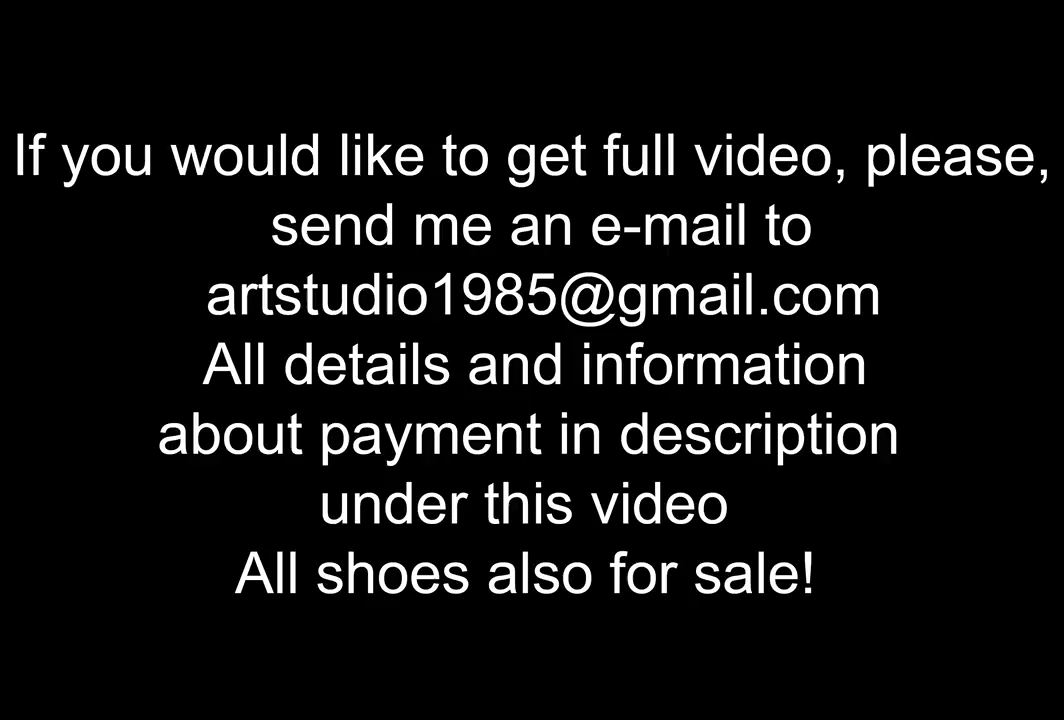 If you would like to get full video, please,
send me an e-mail to
artstudio1985@gmail.com
All details and information
about payment in description
under this video
All shoes also for sale!